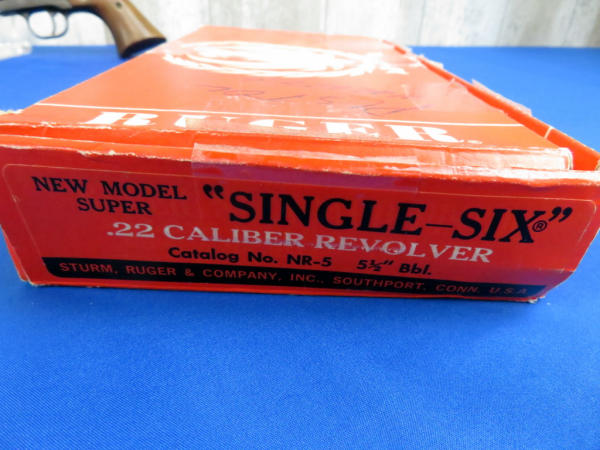 RUGER.
NEW MODEL SUPER "SINGLE-SIX"®
.22 CALIBER REVOLVER
Catalog No. NR-5 5½" Bbl.
STURM, RUGER & COMPANY, INC., SOUTHPORT, CONN. U.S.A